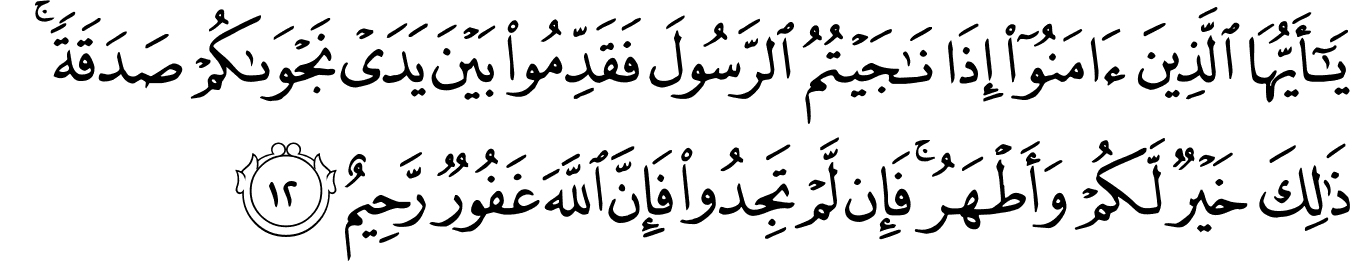 يَـٰٓأَيُّهَا ٱلَّذِينَ ءَامَنُوٓا۟ إِذَا نَـٰجَيْتُمُ ٱلرَّسُولَ فَقَدِّمُوا۟ بَيْنَ يَدَىْ نَجْوَىٰكُمْ صَدَقَةً ۚ
ذَٰلِكَ خَيْرٌ لَّكُمْ وَأَطْهَرُ ۚ فَإِن لَّمْ تَجِدُوا۟ فَإِنَّ ٱللَّهَ غَفُورٌ رَّحِيمٌ ١٢